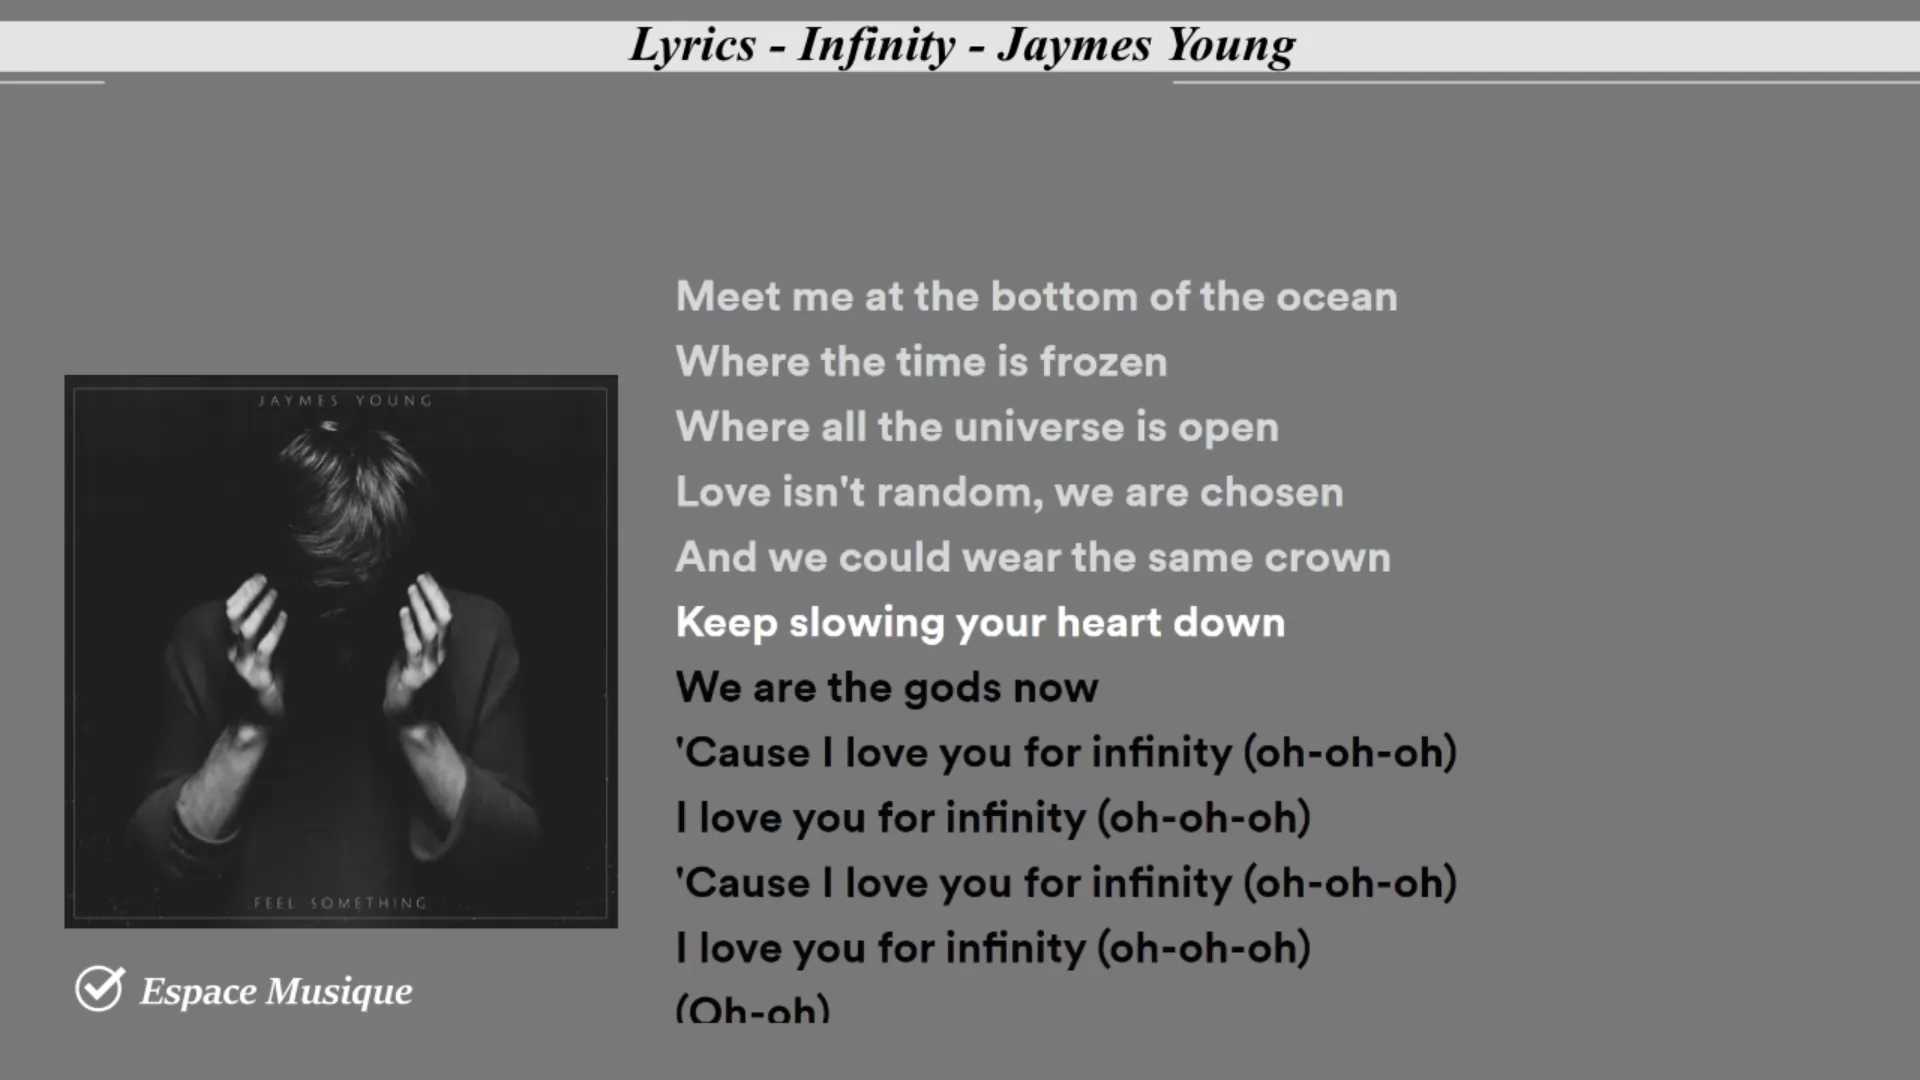 Lyrics - Infinity - Jaymes Young
Meet me at the bottom of the ocean
Where the time is frozen
Where all the universe is open
Love isn't random, we are chosen
And we could wear the same crown
Keep slowing your heart down
We are the gods now
'Cause I love you for infinity (oh-oh-oh)
I love you for infinity (oh-oh-oh)
'Cause I love you for infinity (oh-oh-oh)
I love you for infinity (oh-oh-oh)
(Oh-oh)
JAYMES YOUNG
FEEL SOMETHING
Espace Musique